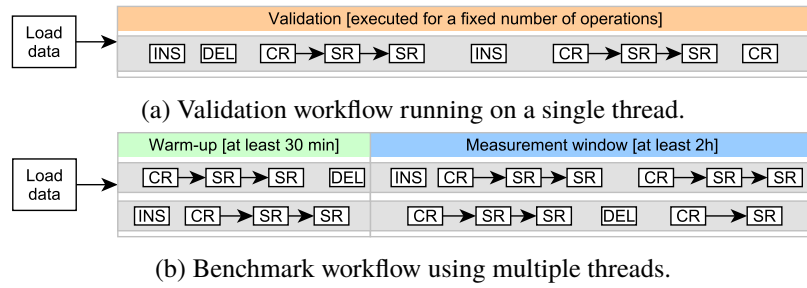 Load data
Validation [executed for a fixed number of operations]
INS DEL CR SR SR INS CR SR SR CR
(a) Validation workflow running on a single thread.
Load data
Warm-up [at least 30 min] Measurement window [at least 2h]
CR SR SR DEL INS CR SR SR CR SR SR
INS CR SR SR CR SR SR DEL CR SR
(b) Benchmark workflow using multiple threads.